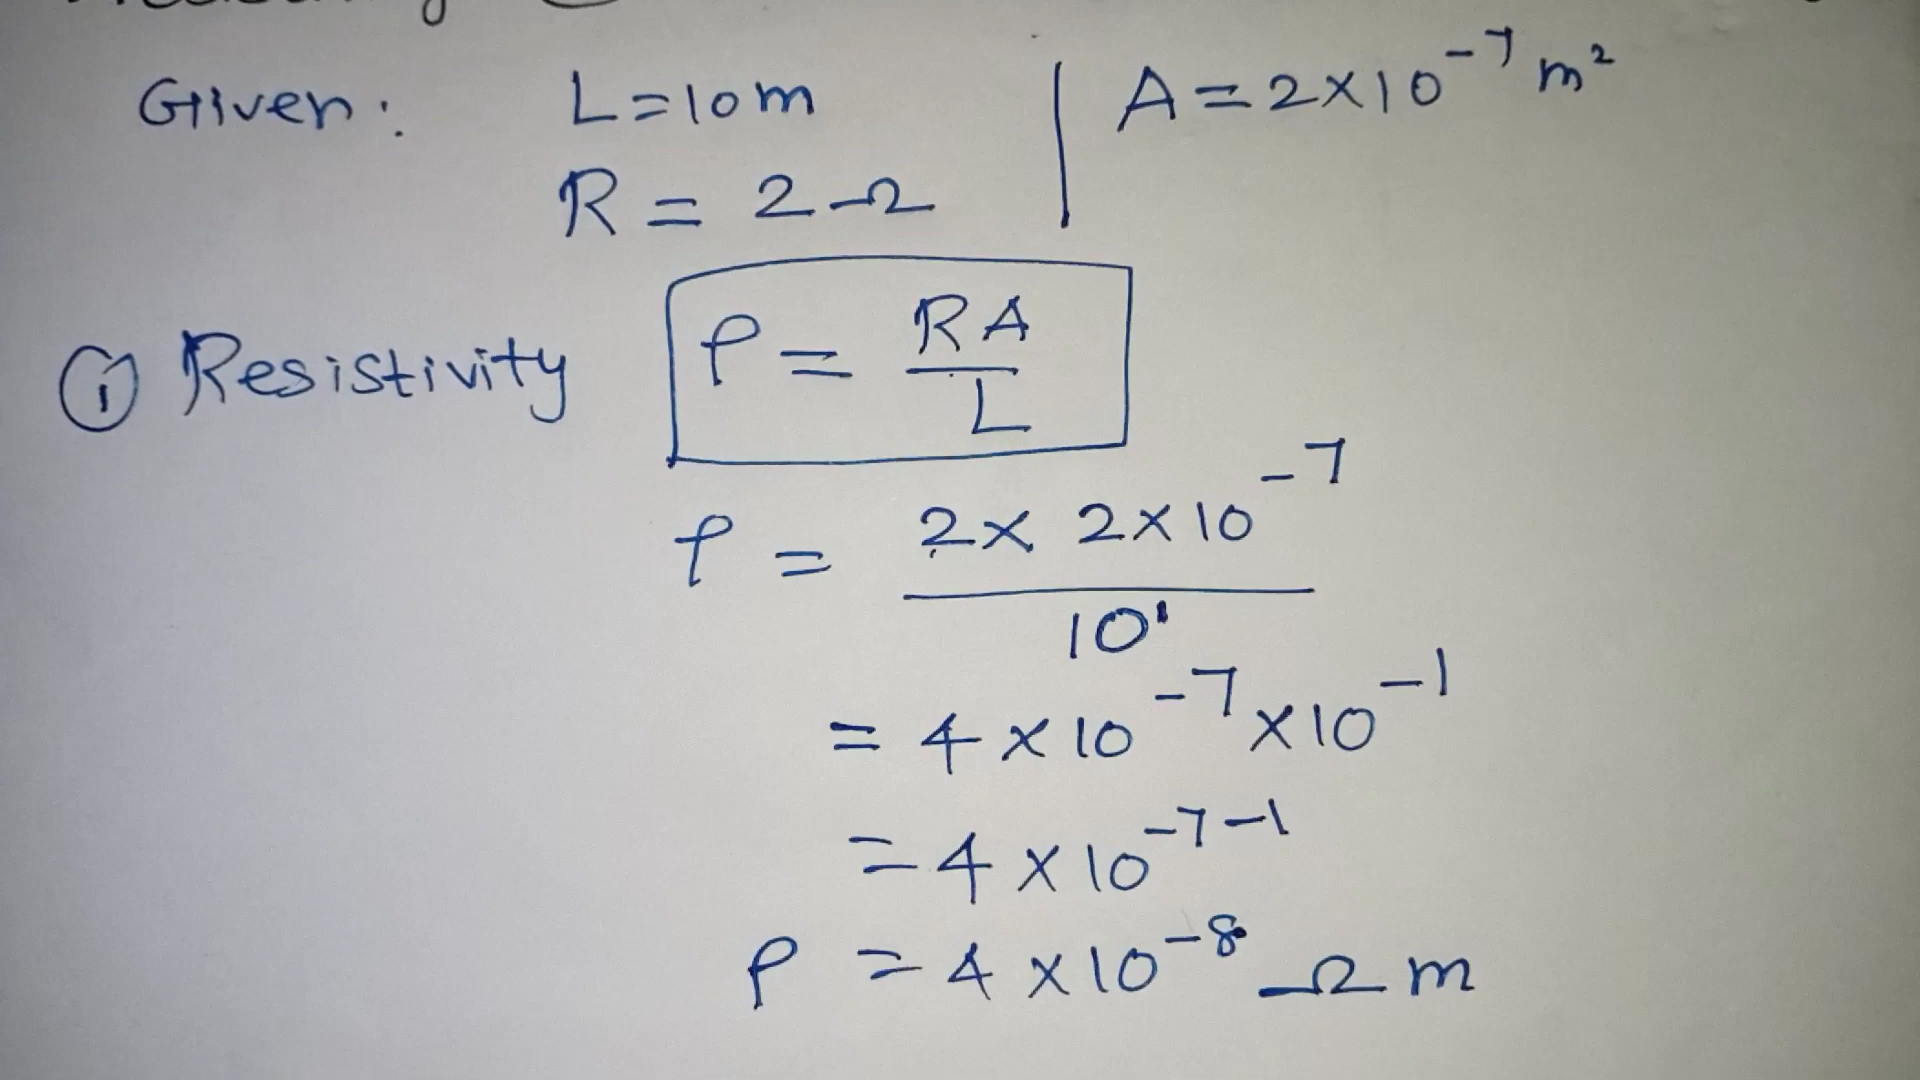 Given: L=10m | A=2×10⁻⁷ m²
R = 2Ω
① Resistivity ρ = RA/L
ρ = 2× 2×10⁻⁷ / 10¹
= 4×10⁻⁷×10⁻¹
= 4×10⁻⁷⁻¹
ρ = 4×10⁻⁸ Ωm